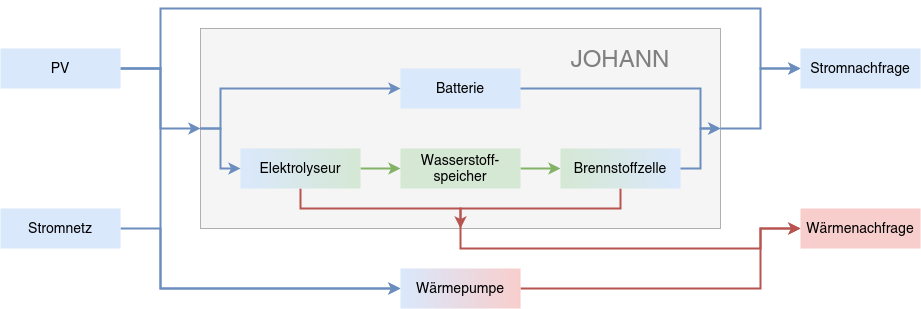 JOHANN
PV
Stromnachfrage
Batterie
Elektrolyseur
Wasserstoff-
speicher
Brennstoffzelle
Stromnetz
Wärmenachfrage
Wärmepumpe